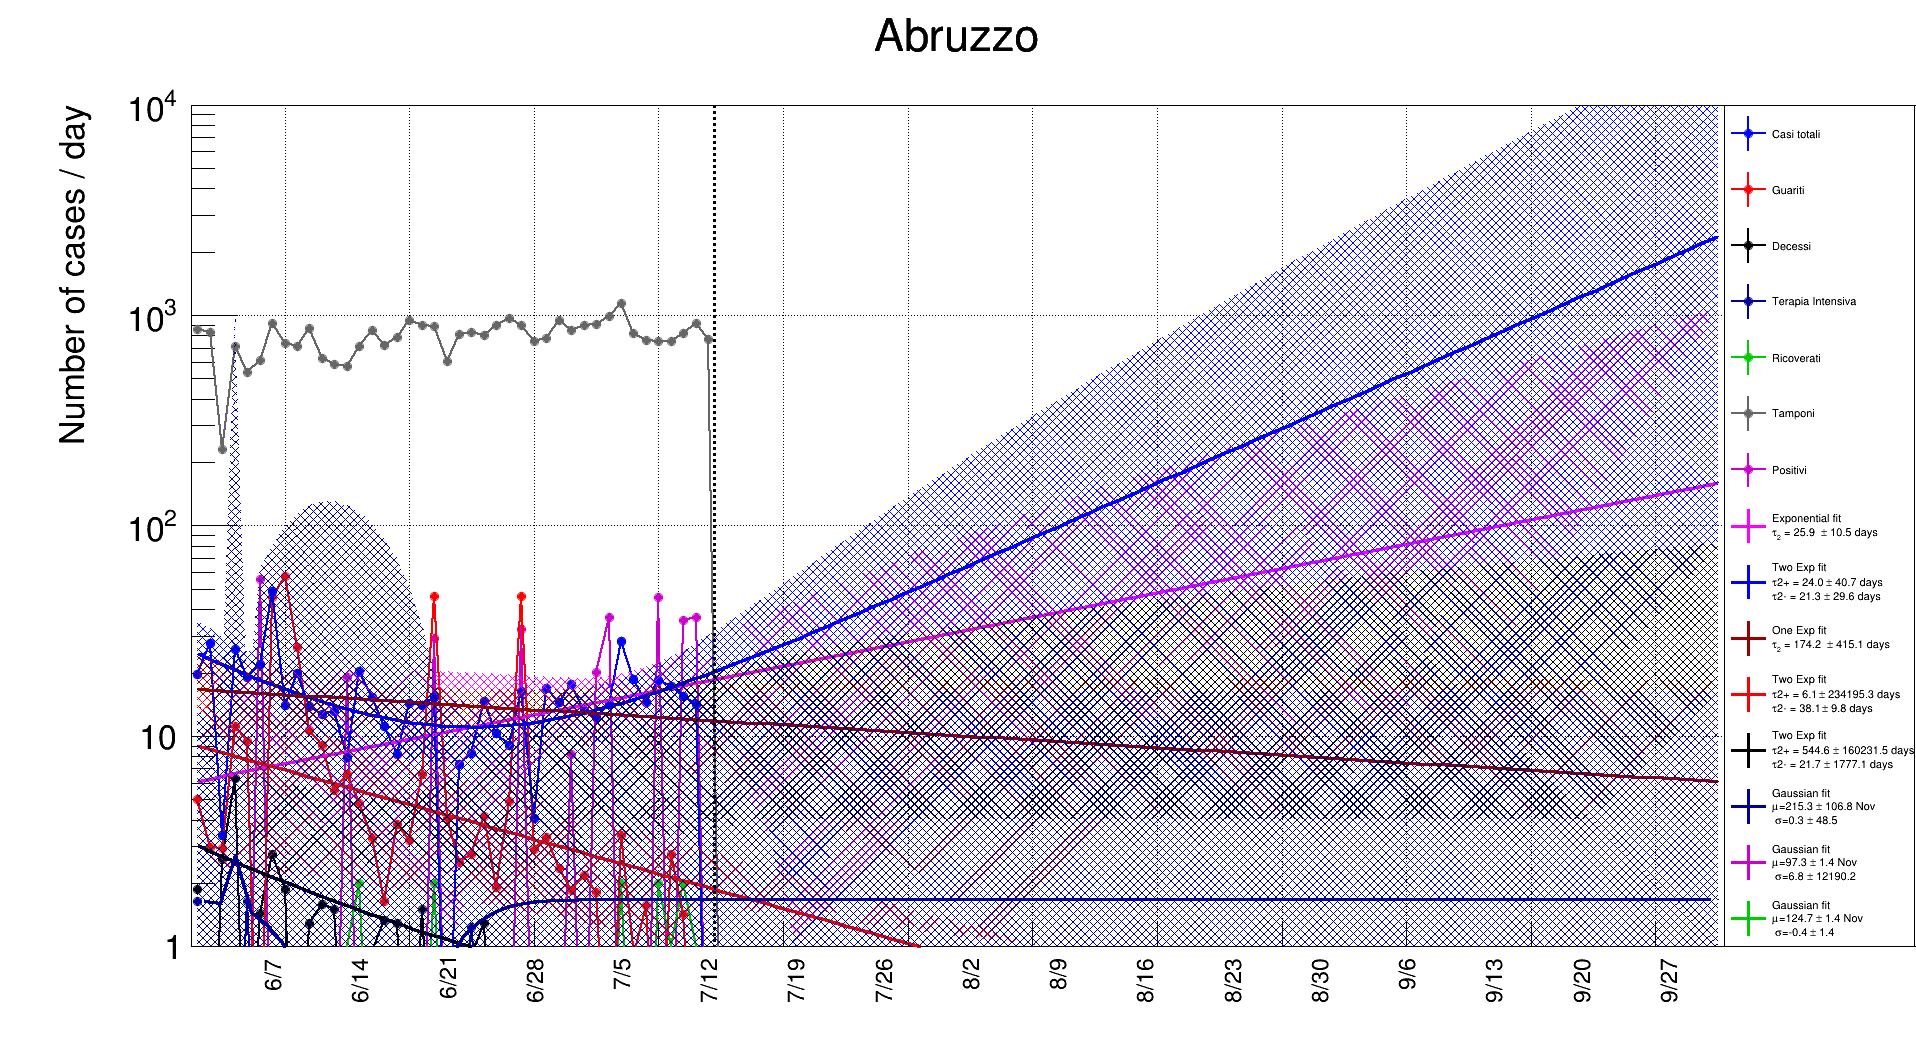 Abruzzo
Number of cases / day
10⁴
10³
10²
10
1
6/7
6/14
6/21
6/28
7/5
7/12
7/19
7/26
8/2
8/9
8/16
8/23
8/30
9/6
9/13
9/20
9/27
Casi totali
Guariti
Decessi
Terapia Intensiva
Ricoverati
Tamponi
Positivi
Exponential fit
τ₂ = 25.9 ± 10.5 days
Two Exp fit
τ2+ = 24.0 ± 40.7 days
τ2- = 21.3 ± 29.6 days
One Exp fit
τ₂ = 174.2 ± 415.1 days
Two Exp fit
τ2+ = 6.1 ± 234195.3 days
τ2- = 38.1 ± 9.8 days
Two Exp fit
τ2+ = 544.6 ± 160231.5 days
τ2- = 21.7 ± 1777.1 days
Gaussian fit
μ=215.3 ± 106.8 Nov
σ=0.3 ± 48.5
Gaussian fit
μ=97.3 ± 1.4 Nov
σ=6.8 ± 12190.2
Gaussian fit
μ=124.7 ± 1.4 Nov
σ=-0.4 ± 1.4